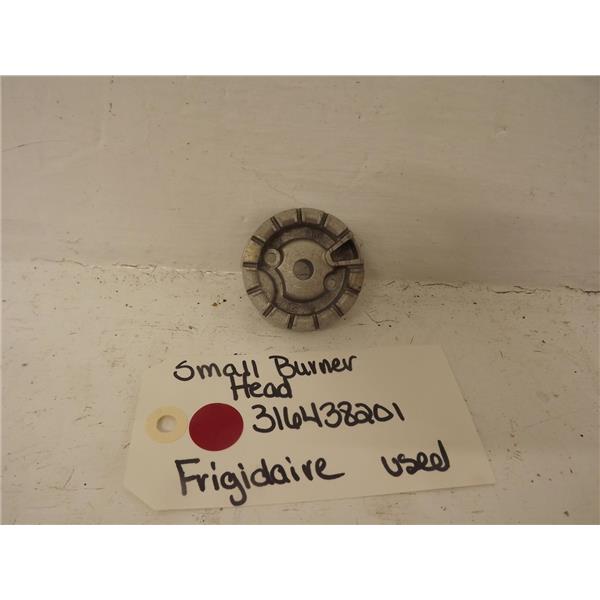 Small Burner
Head
316438201
Frigidaire used